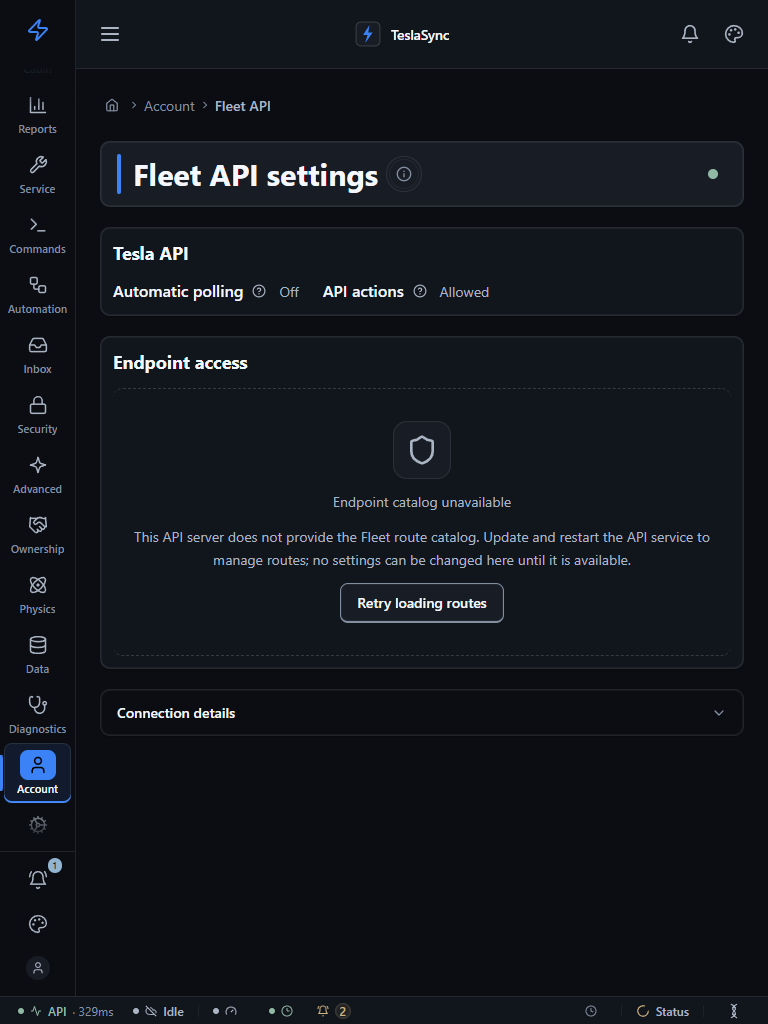 TeslaSync
Reports
Service
Commands
Automation
Inbox
Security
Advanced
Ownership
Physics
Data
Diagnostics
Account
1
Account
Fleet API
Fleet API settings
Tesla API
Automatic polling Off API actions Allowed
Endpoint access
Endpoint catalog unavailable
This API server does not provide the Fleet route catalog. Update and restart the API service to
manage routes; no settings can be changed here until it is available.
Retry loading routes
Connection details
API · 329ms Idle 2 Status